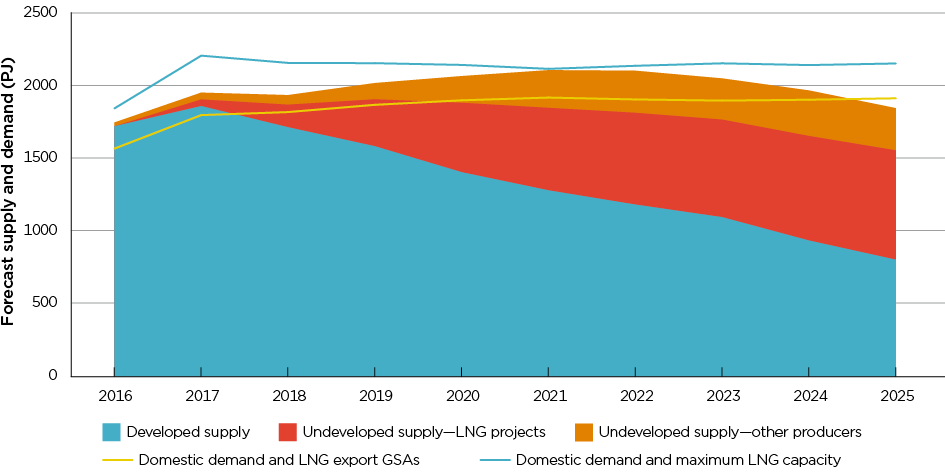 Forecast supply and demand (PJ)
2500
2000
1500
1000
500
0
2016 2017 2018 2019 2020 2021 2022 2023 2024 2025
Developed supply Undeveloped supply—LNG projects Undeveloped supply—other producers
Domestic demand and LNG export GSAs Domestic demand and maximum LNG capacity